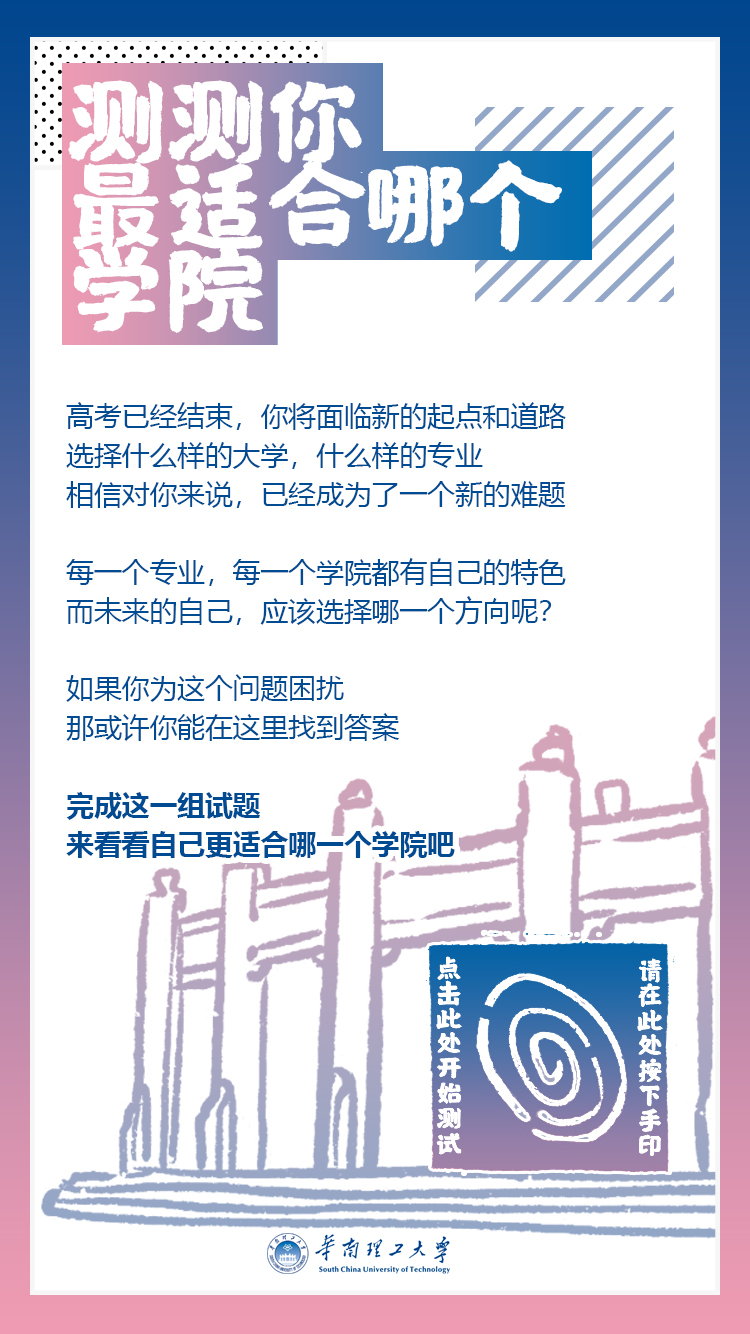 测测你
最适合哪个
学院
高考已经结束，你将面临新的起点和道路
选择什么样的大学，什么样的专业
相信对你来说，已经成为了一个新的难题
每一个专业，每一个学院都有自己的特色
而未来的自己，应该选择哪一个方向呢？
如果你为这个问题困扰
那或许你能在这里找到答案
完成这一组试题
来看看自己更适合哪一个学院吧
请在此处按下手印
点击此处开始测试
华南理工大学
South China University of Technology